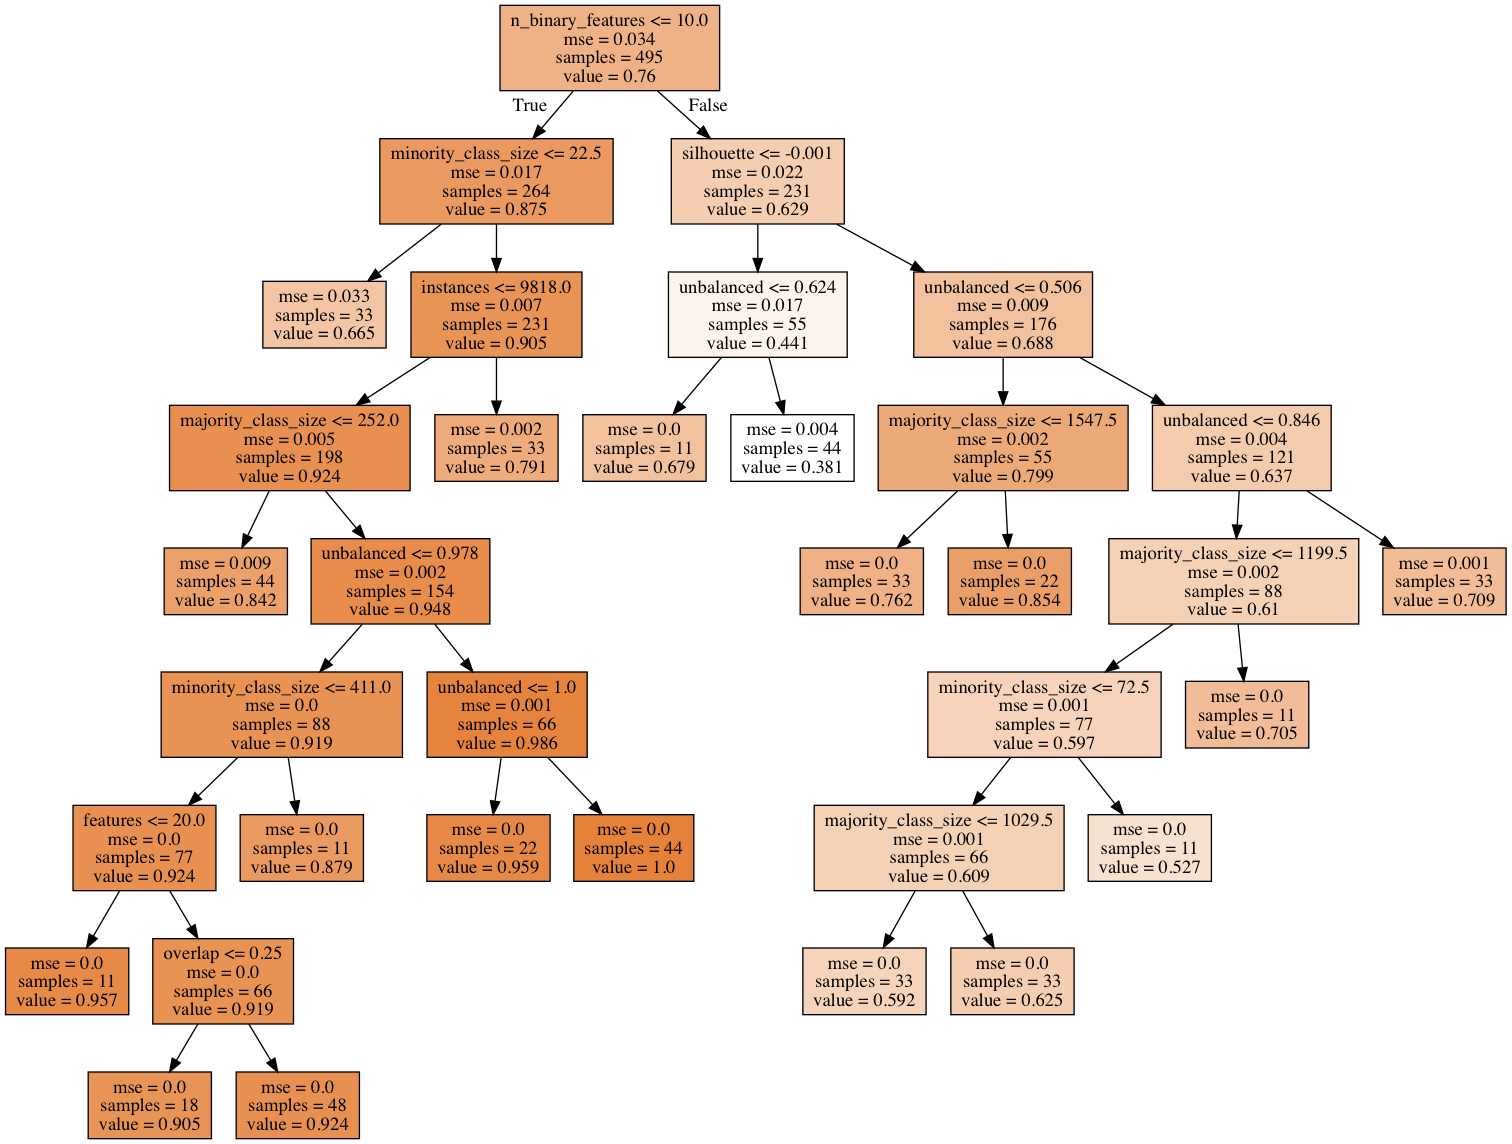 n_binary_features <= 10.0
mse = 0.034
samples = 495
value = 0.76
True
False
minority_class_size <= 22.5
mse = 0.017
samples = 264
value = 0.875
silhouette <= -0.001
mse = 0.022
samples = 231
value = 0.629
mse = 0.033
samples = 33
value = 0.665
instances <= 9818.0
mse = 0.007
samples = 231
value = 0.905
unbalanced <= 0.624
mse = 0.017
samples = 55
value = 0.441
unbalanced <= 0.506
mse = 0.009
samples = 176
value = 0.688
majority_class_size <= 252.0
mse = 0.005
samples = 198
value = 0.924
mse = 0.002
samples = 33
value = 0.791
mse = 0.0
samples = 11
value = 0.679
mse = 0.004
samples = 44
value = 0.381
majority_class_size <= 1547.5
mse = 0.002
samples = 55
value = 0.799
unbalanced <= 0.846
mse = 0.004
samples = 121
value = 0.637
mse = 0.009
samples = 44
value = 0.842
unbalanced <= 0.978
mse = 0.002
samples = 154
value = 0.948
mse = 0.0
samples = 33
value = 0.762
mse = 0.0
samples = 22
value = 0.854
majority_class_size <= 1199.5
mse = 0.002
samples = 88
value = 0.61
mse = 0.001
samples = 33
value = 0.709
minority_class_size <= 411.0
mse = 0.0
samples = 88
value = 0.919
unbalanced <= 1.0
mse = 0.001
samples = 66
value = 0.986
minority_class_size <= 72.5
mse = 0.001
samples = 77
value = 0.597
mse = 0.0
samples = 11
value = 0.705
features <= 20.0
mse = 0.0
samples = 77
value = 0.924
mse = 0.0
samples = 11
value = 0.879
mse = 0.0
samples = 22
value = 0.959
mse = 0.0
samples = 44
value = 1.0
majority_class_size <= 1029.5
mse = 0.001
samples = 66
value = 0.609
mse = 0.0
samples = 11
value = 0.527
mse = 0.0
samples = 11
value = 0.957
overlap <= 0.25
mse = 0.0
samples = 66
value = 0.919
mse = 0.0
samples = 33
value = 0.592
mse = 0.0
samples = 33
value = 0.625
mse = 0.0
samples = 18
value = 0.905
mse = 0.0
samples = 48
value = 0.924